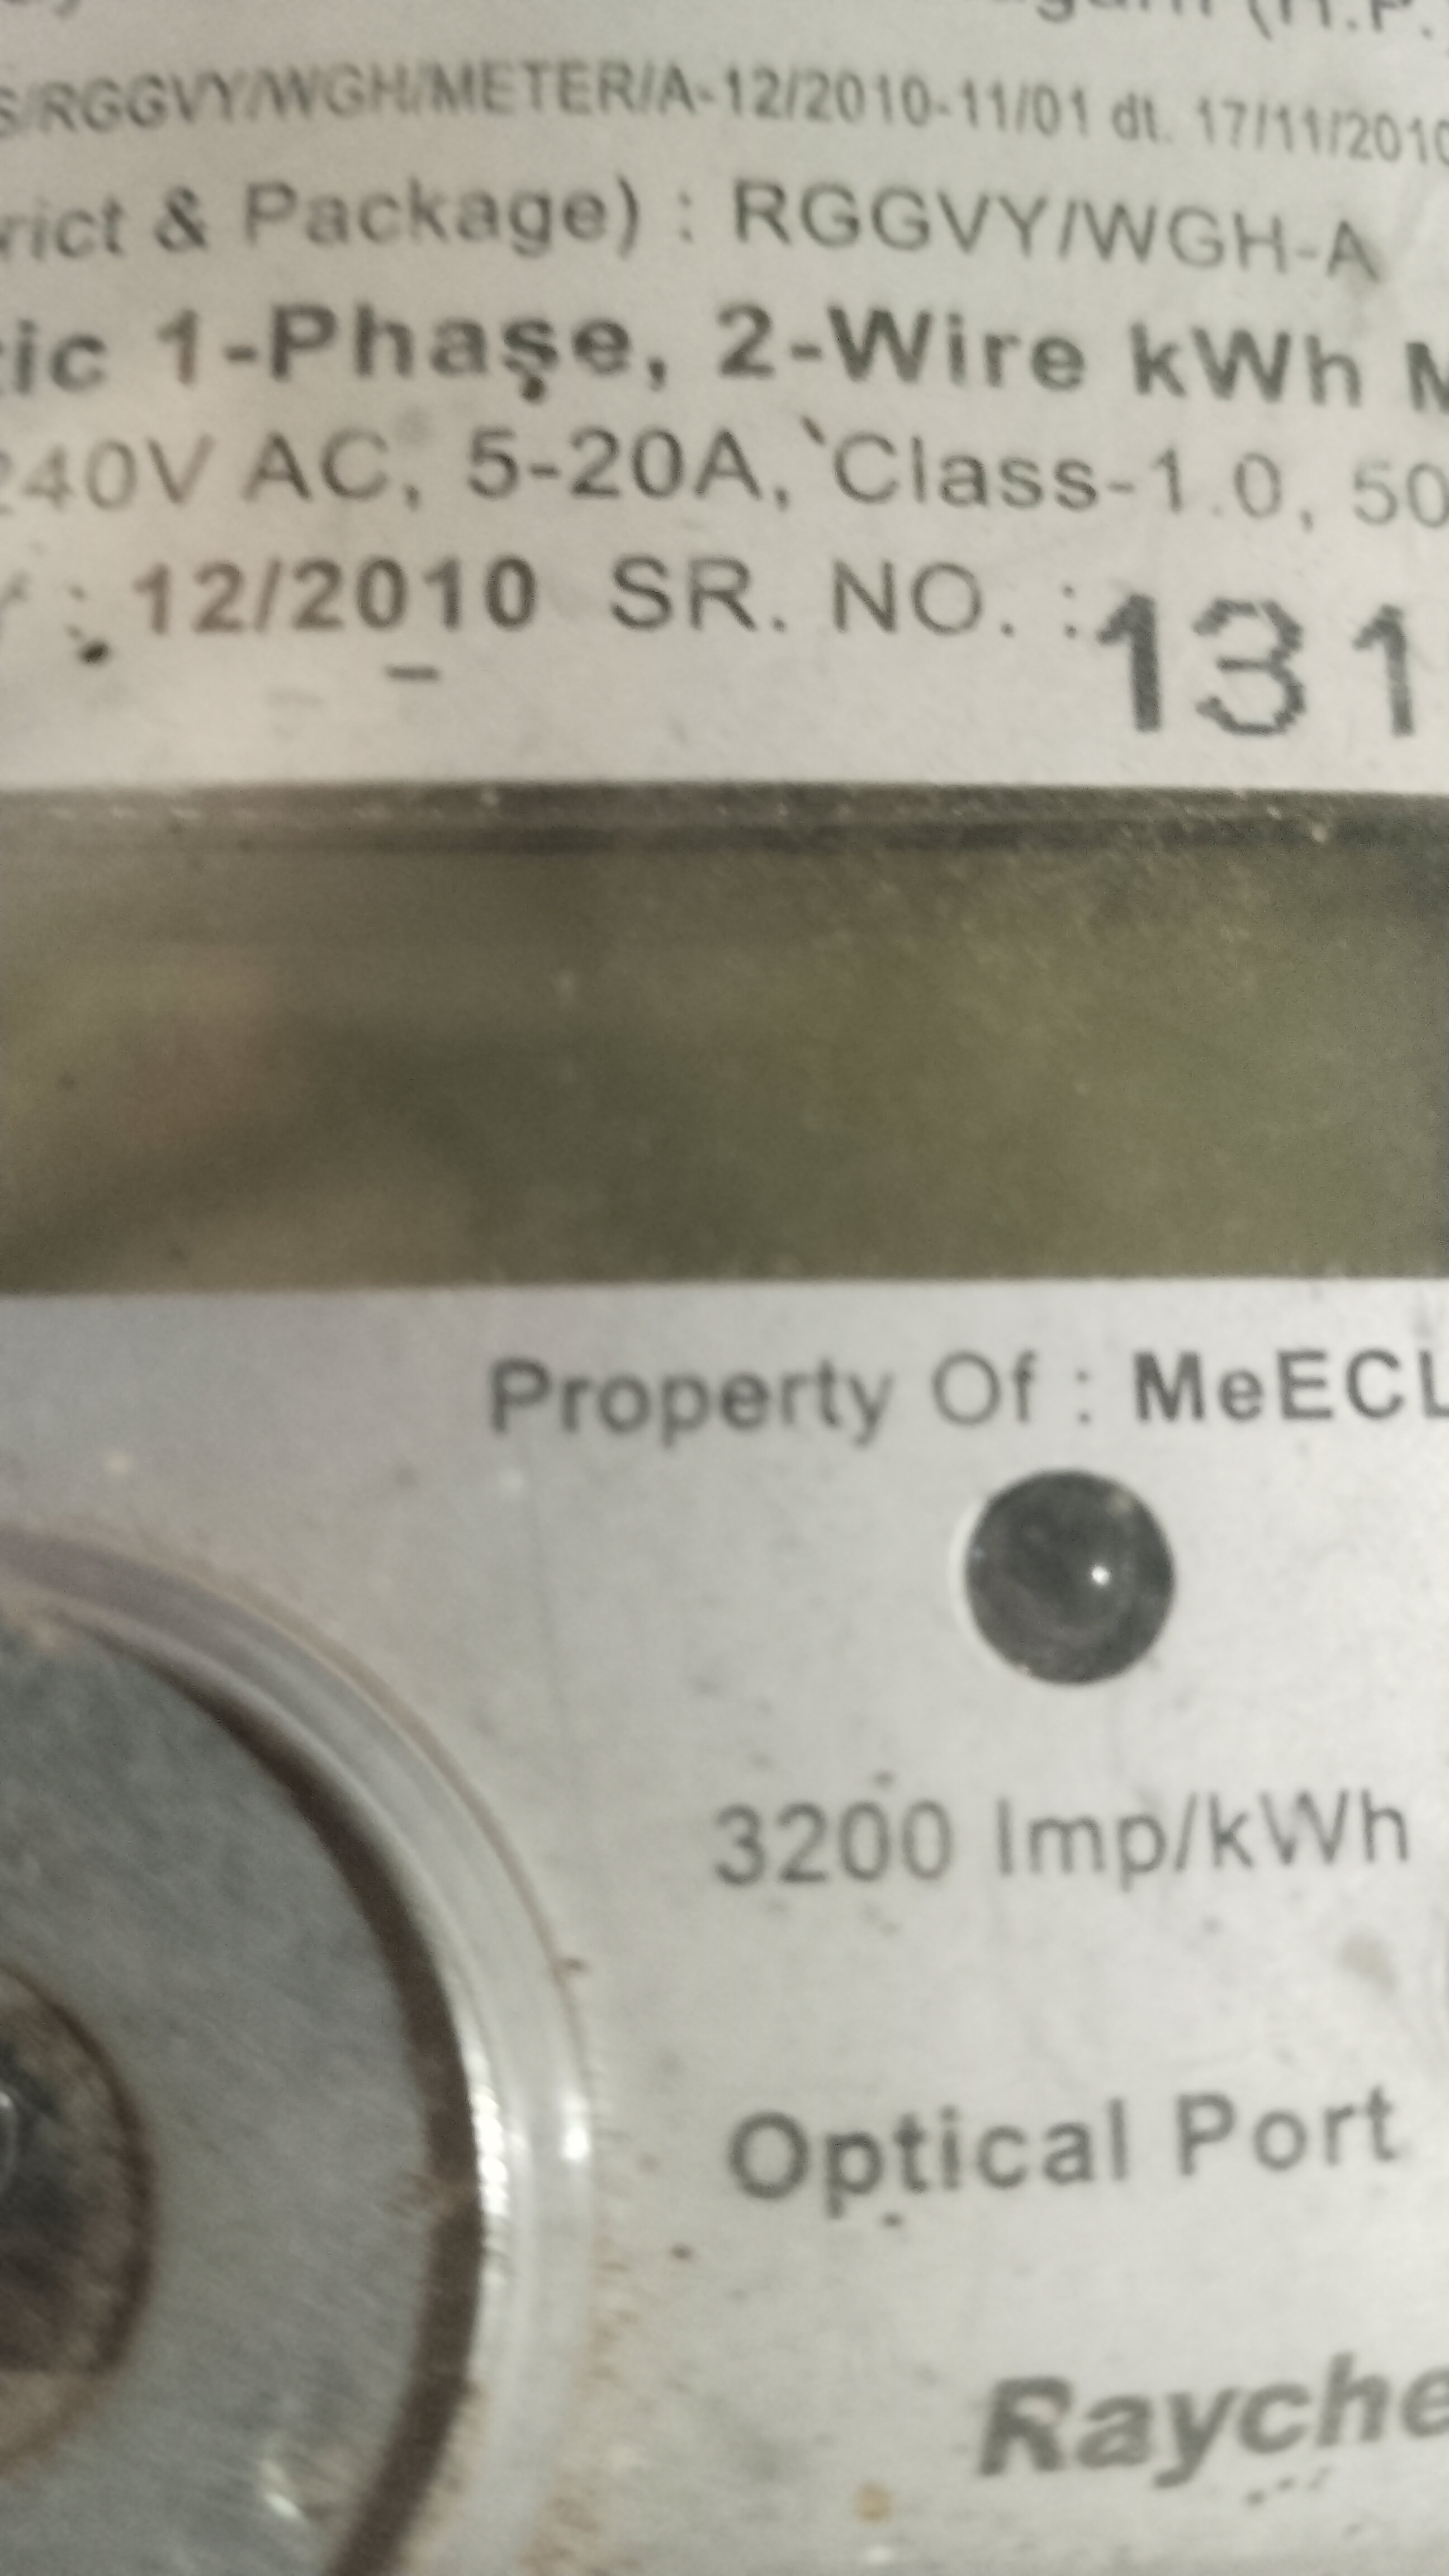 S/RGGVY/WGH/METER/A-12/2010-11/01 dt. 17/11/2010
rict & Package) : RGGVY/WGH-A
ic 1-Phase, 2-Wire kWh M
240V AC, 5-20A, Class-1.0, 50
: 12/2010 SR. NO. : 131
Property Of : MeECL
3200 Imp/kWh
Optical Port
Rayche